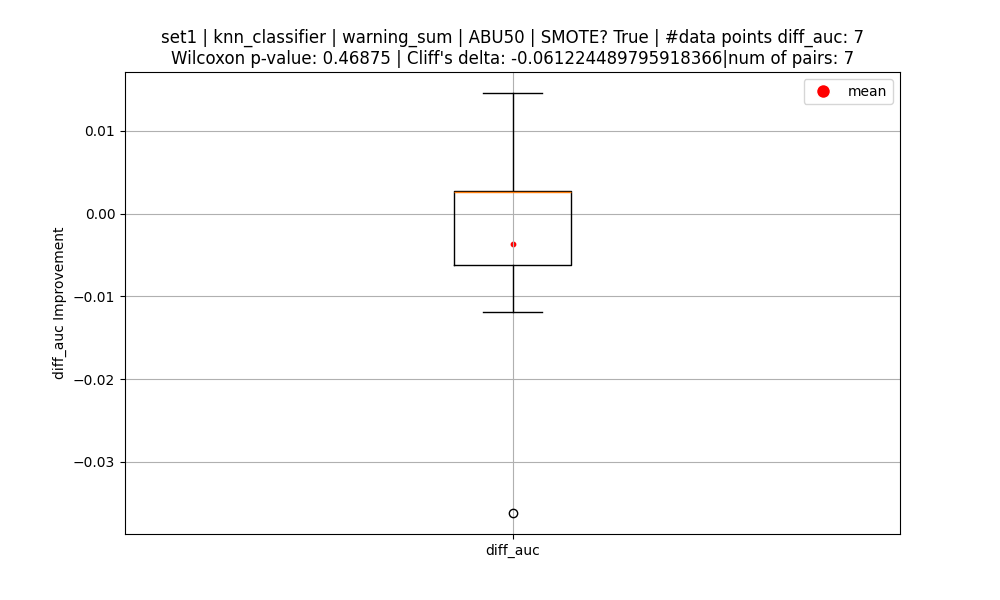 set1 | knn_classifier | warning_sum | ABU50 | SMOTE? True | #data points diff_auc: 7
Wilcoxon p-value: 0.46875 | Cliff's delta: -0.061224489795918366|num of pairs: 7
mean
0.01
0.00
−0.01
−0.02
−0.03
diff_auc Improvement
diff_auc